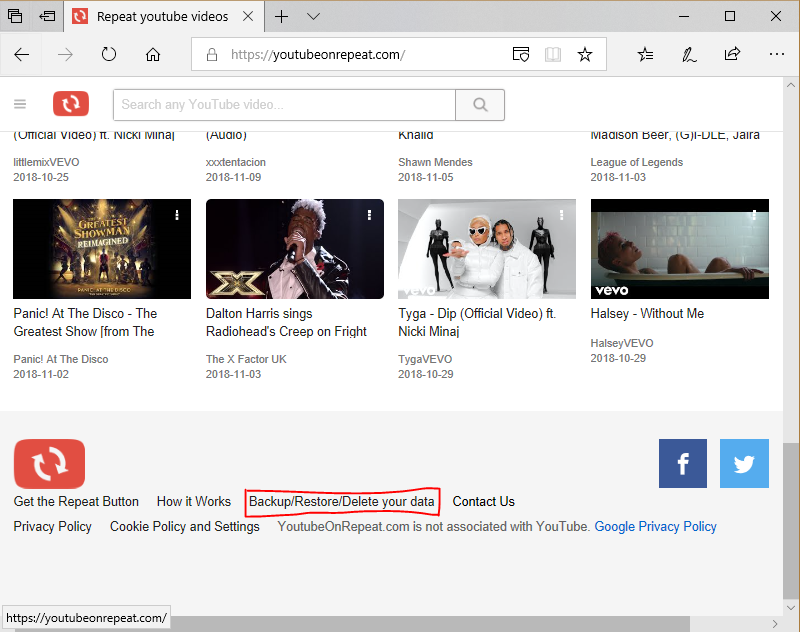 Repeat youtube videos
https://youtubeonrepeat.com/
Search any YouTube video...
(Official Video) ft. Nicki Minaj
(Audio)
Khalid
Madison Beer, (G)I-DLE, Jaira
littlemixVEVO
xxxtentacion
Shawn Mendes
League of Legends
2018-10-25
2018-11-09
2018-11-05
2018-11-03
GREATEST
SHOWMAN
REIMAGINED
PANIC! AT THE DISCO
X
vevo
vevo
Panic! At The Disco - The
Greatest Show [from The
Dalton Harris sings
Radiohead's Creep on Fright
Tyga - Dip (Official Video) ft.
Nicki Minaj
Halsey - Without Me
Panic! At The Disco
2018-11-02
The X Factor UK
2018-11-03
TygaVEVO
2018-10-29
HalseyVEVO
2018-10-29
f
Get the Repeat Button How it Works Backup/Restore/Delete your data Contact Us
Privacy Policy Cookie Policy and Settings YoutubeOnRepeat.com is not associated with YouTube. Google Privacy Policy
https://youtubeonrepeat.com/